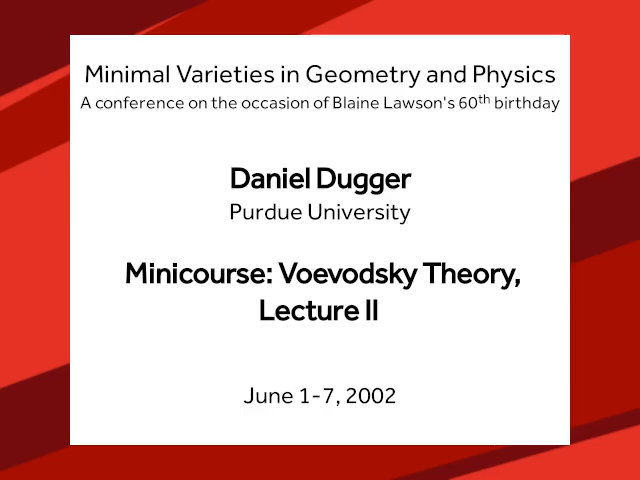 Minimal Varieties in Geometry and Physics
A conference on the occasion of Blaine Lawson's 60th birthday
Daniel Dugger
Purdue University
Minicourse: Voevodsky Theory,
Lecture II
June 1-7, 2002